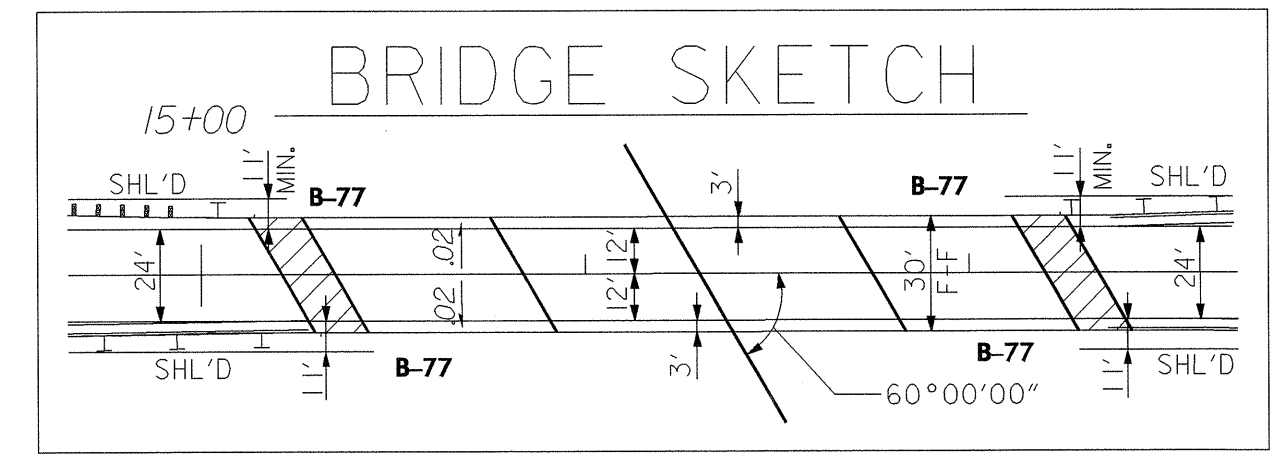 BRIDGE SKETCH
15+00
11'
MIN.
SHL'D
B–77
3'
B–77
11'
MIN.
SHL'D
24'
.02
12'
30'
F-F
24'
.02
12'
SHL'D
11'
B–77
3'
60°00'00"
B–77
11'
SHL'D